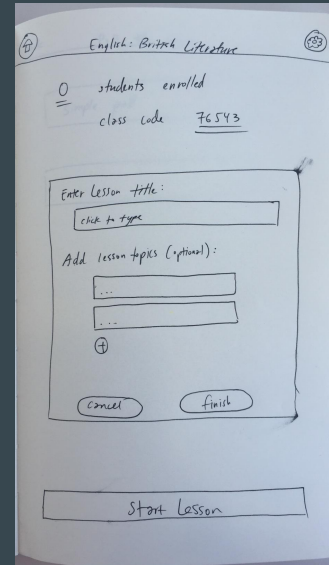 English: British Literature
0 students enrolled
class code 76543
Enter Lesson title:
click to type
Add lesson topics (optional):
...
...
+
cancel
finish
Start Lesson